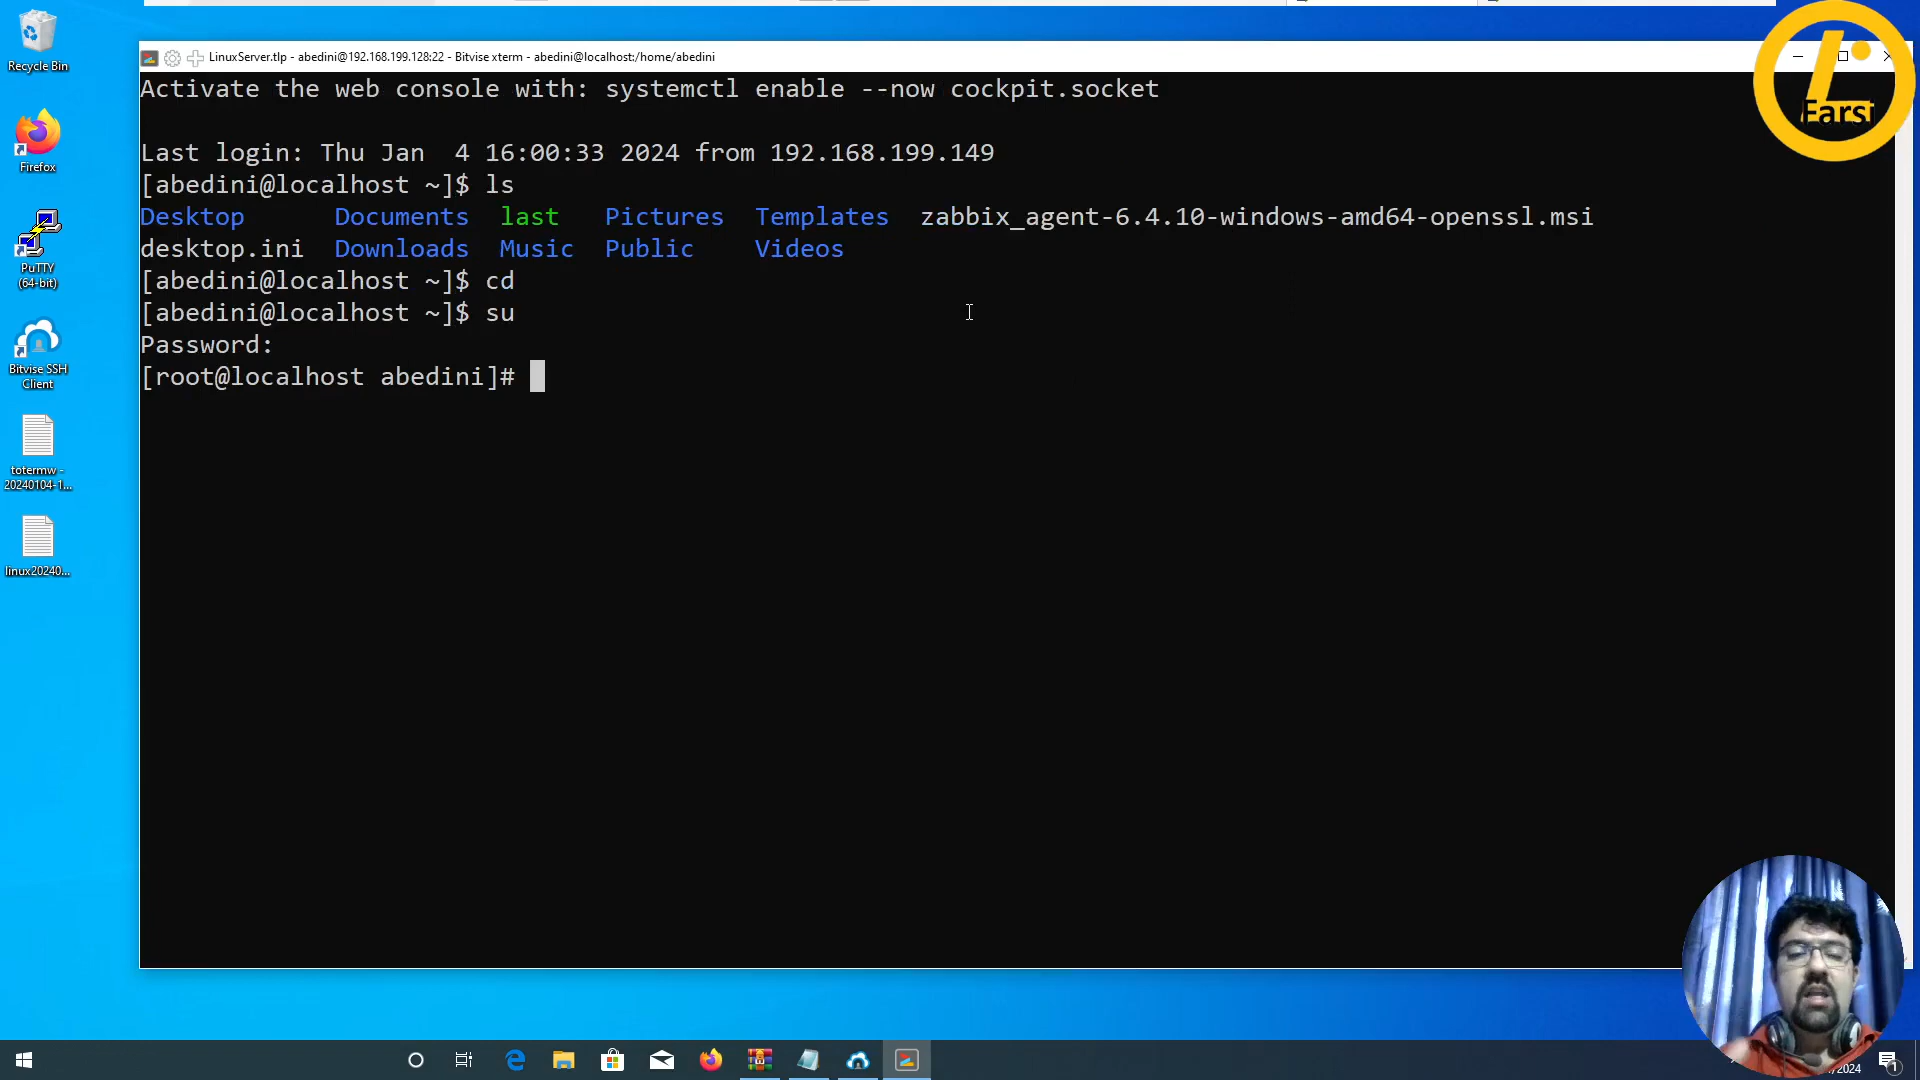 LinuxServer.tlp - abedini@192.168.199.128:22 - Bitvise xterm - abedini@localhost:/home/abedini
Activate the web console with: systemctl enable --now cockpit.socket
Last login: Thu Jan  4 16:00:33 2024 from 192.168.199.149
[abedini@localhost ~]$ ls
Desktop      Documents  last   Pictures  Templates  zabbix_agent-6.4.10-windows-amd64-openssl.msi
desktop.ini  Downloads  Music  Public    Videos
[abedini@localhost ~]$ cd
[abedini@localhost ~]$ su
Password:
[root@localhost abedini]#
Recycle Bin
Firefox
PuTTY
(64-bit)
Bitvise SSH
Client
totermw -
20240104-1...
linux20240...
Farsi
/2024
1